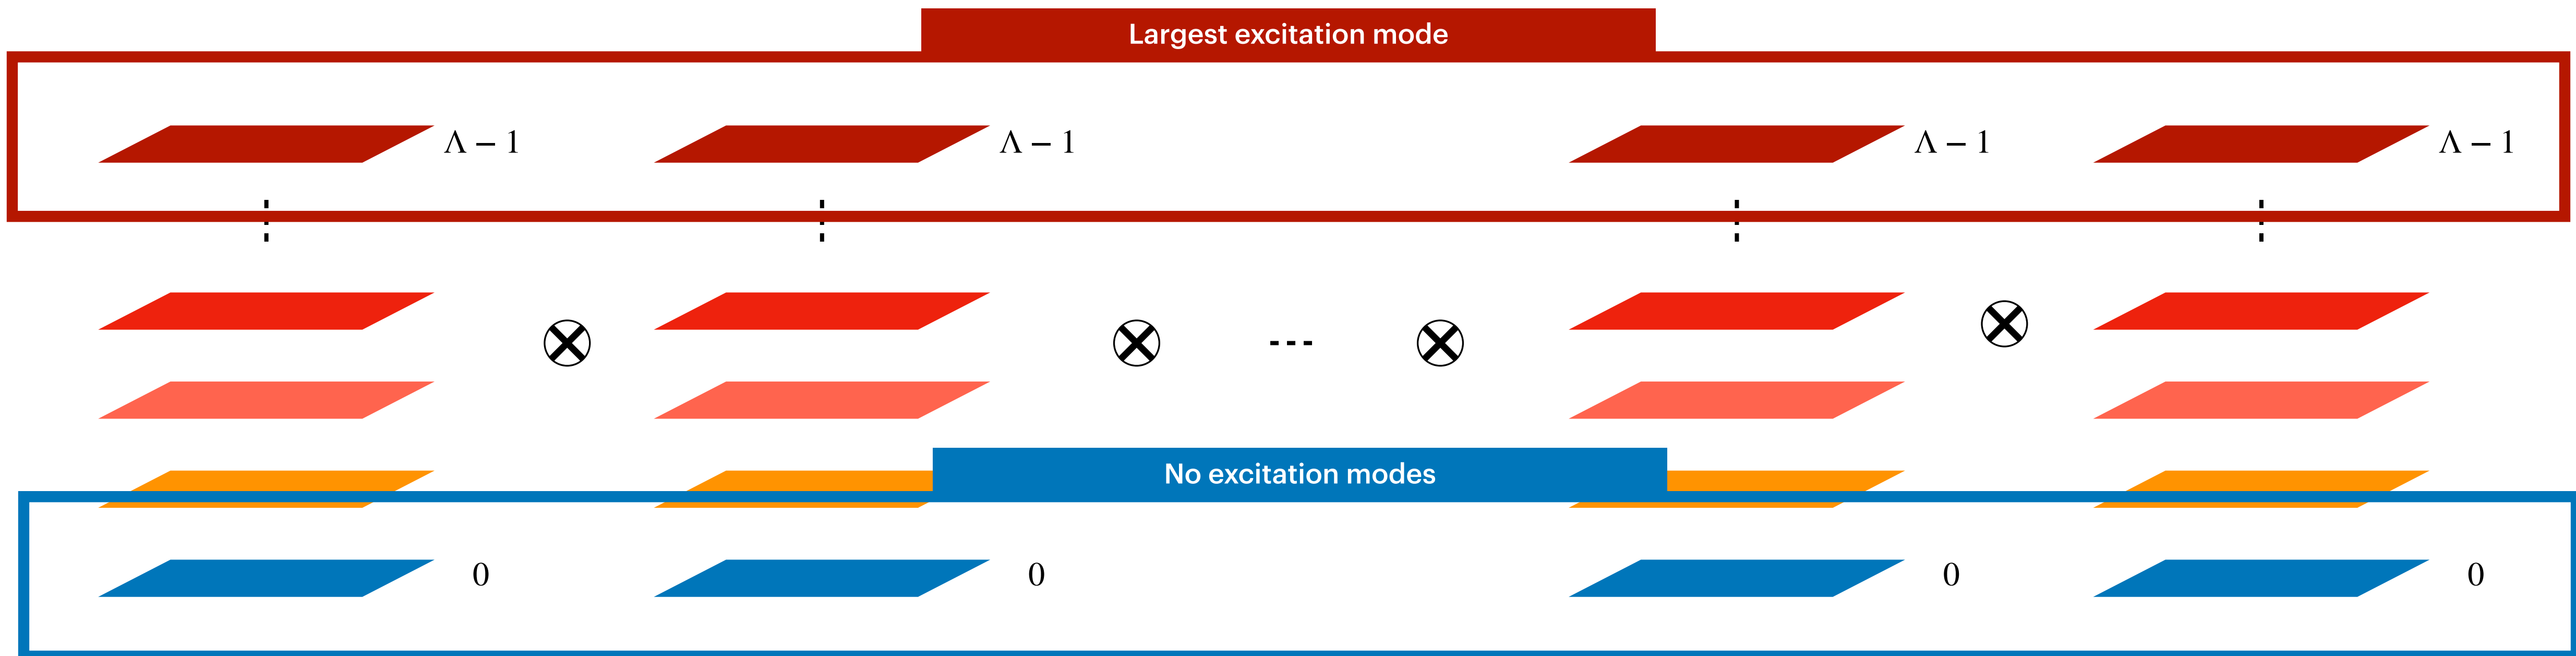 Largest excitation mode
Λ − 1
Λ − 1
Λ − 1
Λ − 1
No excitation modes
0
0
0
0